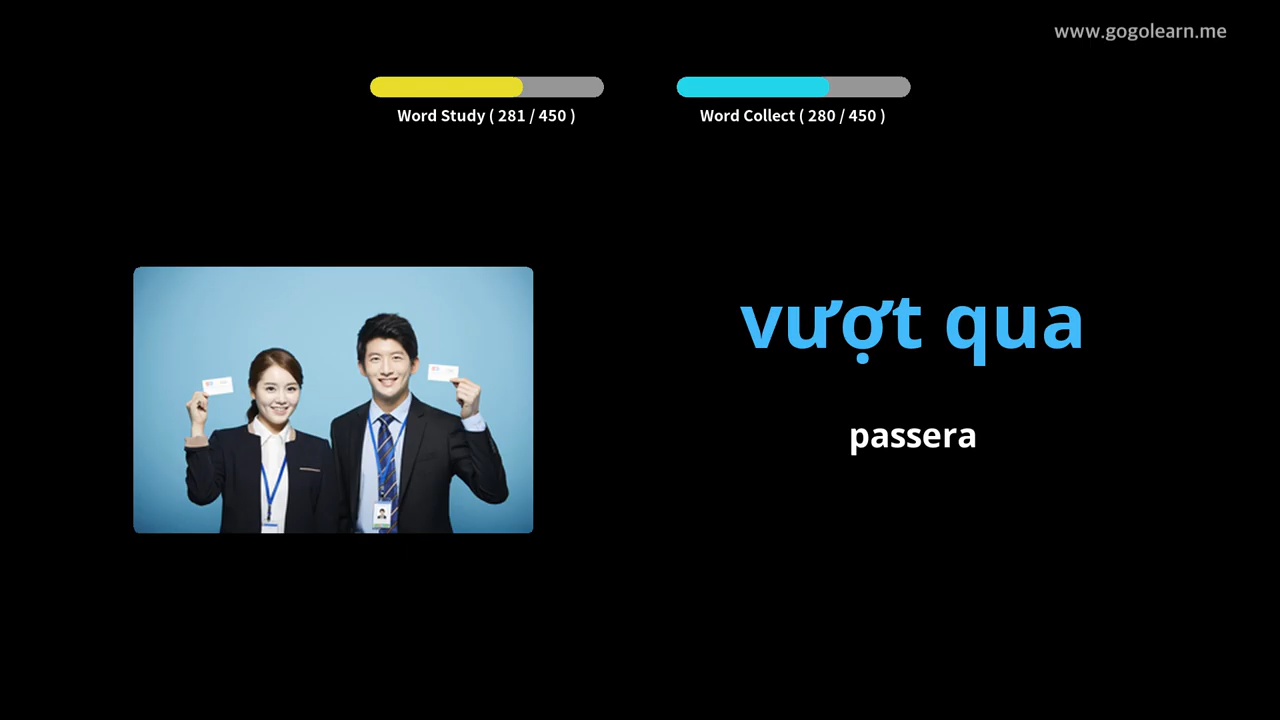 www.gogolearn.me
Word Study ( 281 / 450 )
Word Collect ( 280 / 450 )
vượt qua
passera